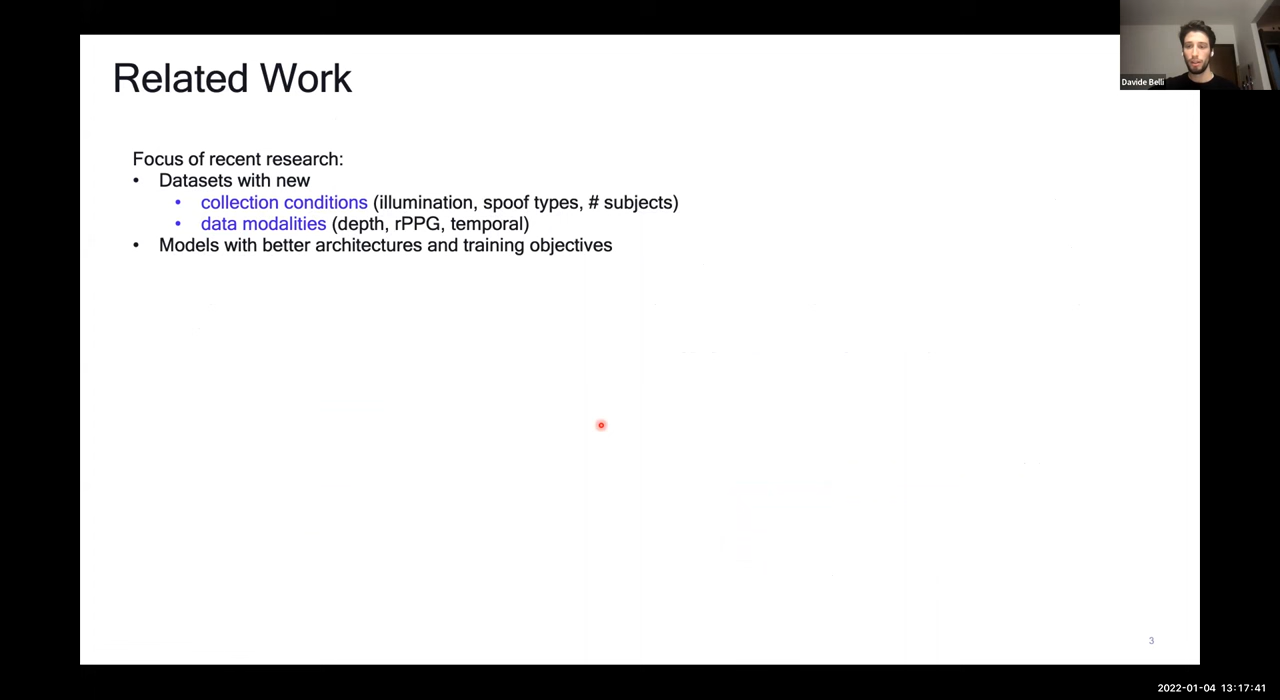 Related Work
Davide Belli
Focus of recent research:
• Datasets with new
• collection conditions (illumination, spoof types, # subjects)
• data modalities (depth, rPPG, temporal)
• Models with better architectures and training objectives
3
2022-01-04 13:17:41